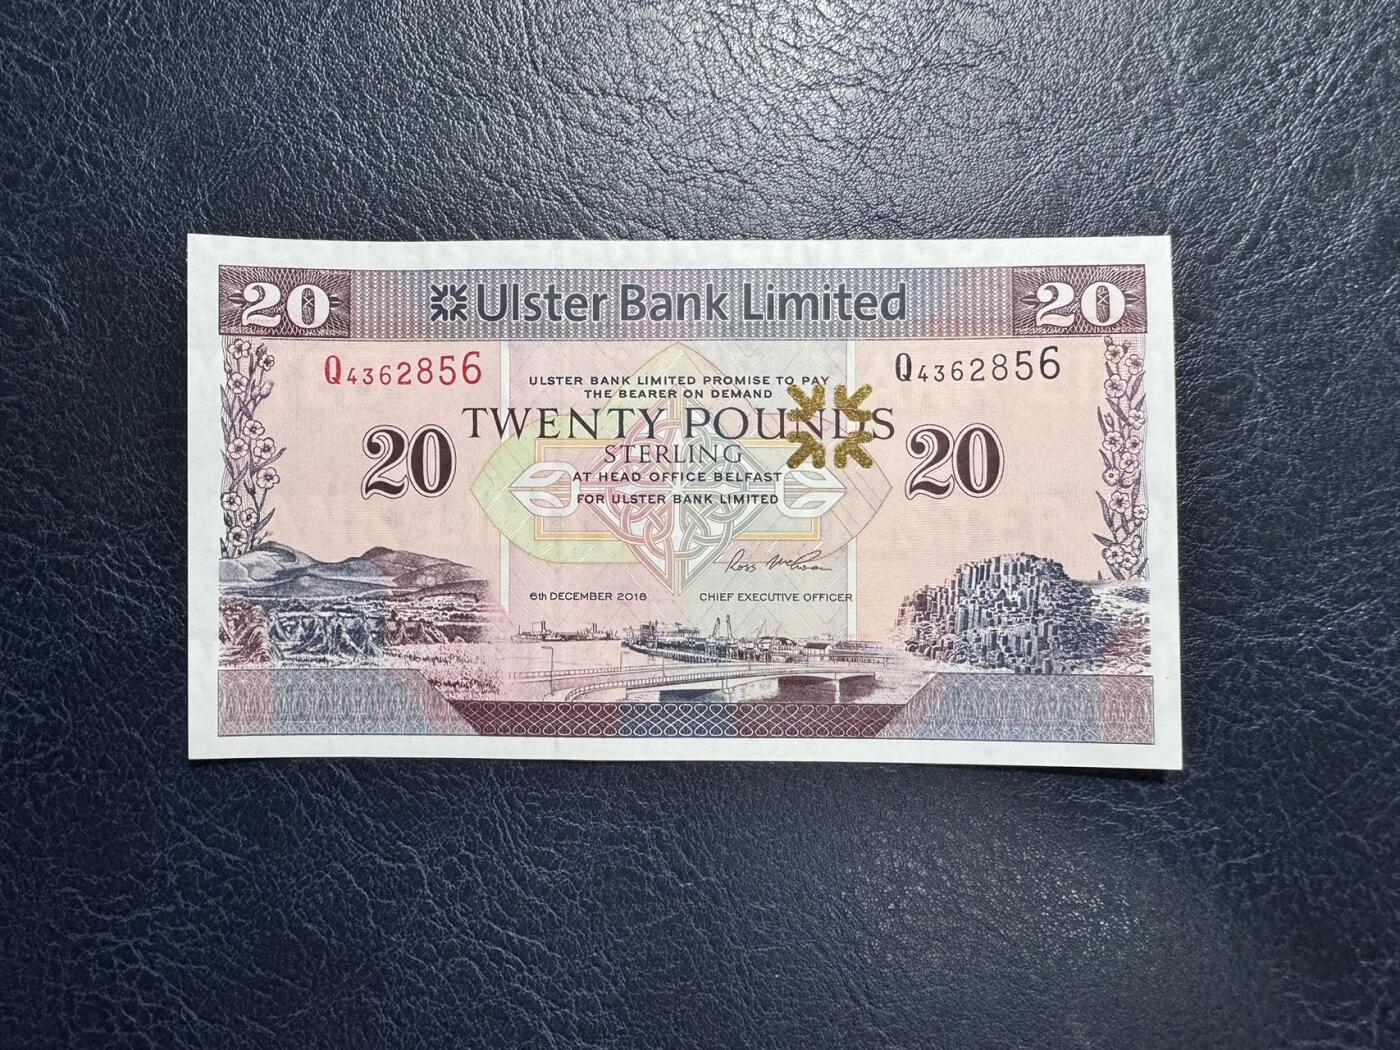 20 Ulster Bank Limited 20
Q4362856 Q4362856
ULSTER BANK LIMITED PROMISE TO PAY
THE BEARER ON DEMAND
TWENTY POUNDS
20 STERLING 20
AT HEAD OFFICE BELFAST
FOR ULSTER BANK LIMITED
6th DECEMBER 2018 CHIEF EXECUTIVE OFFICER